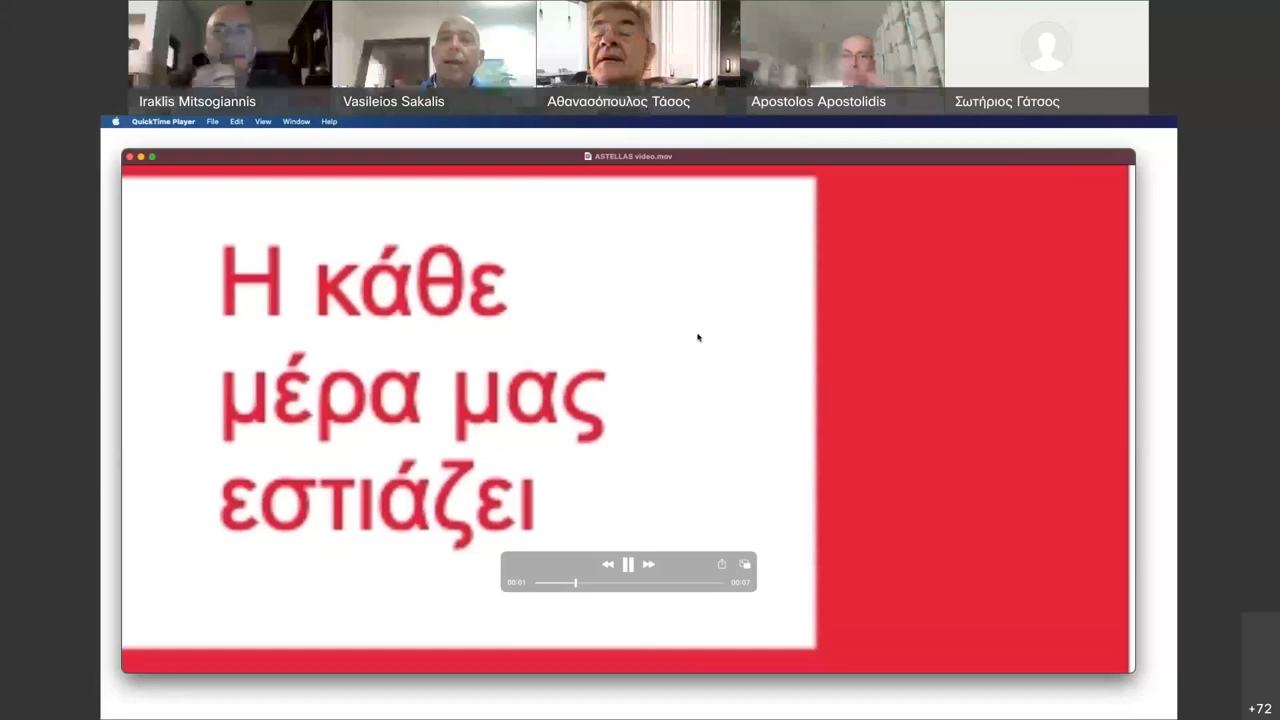 Iraklis Mitsogiannis
Vasileios Sakalis
Αθανασόπουλος Τάσος
Apostolos Apostolidis
Σωτήριος Γάτσος
QuickTime Player File Edit View Window Help
ASTELLAS video.mov
Η κάθε
μέρα μας
εστιάζει
00:01
00:07
+72